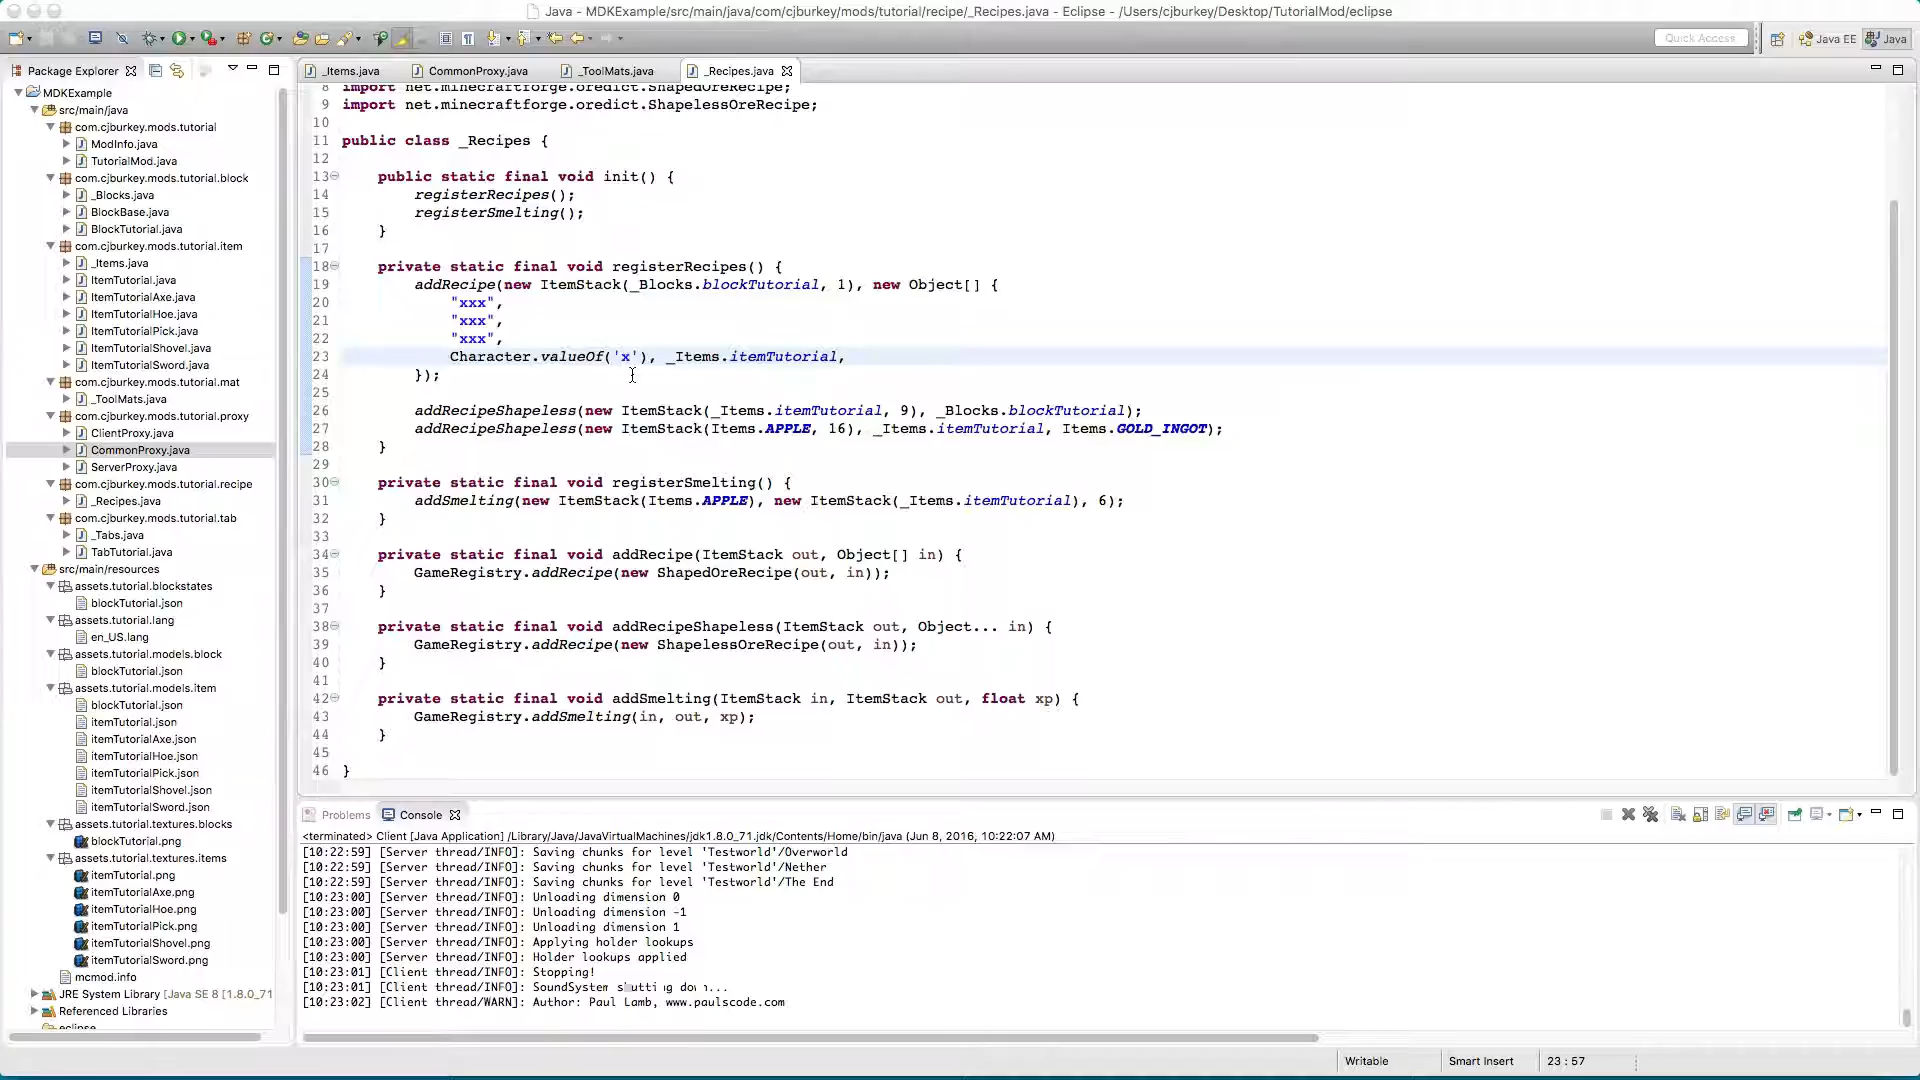 Java - MDKExample/src/main/java/com/cjburkey/mods/tutorial/recipe/_Recipes.java - Eclipse - /Users/cjburkey/Desktop/TutorialMod/eclipse
Quick Access
Java EE
Java
Package Explorer
MDKExample
src/main/java
com.cjburkey.mods.tutorial
ModInfo.java
TutorialMod.java
com.cjburkey.mods.tutorial.block
_Blocks.java
BlockBase.java
BlockTutorial.java
com.cjburkey.mods.tutorial.item
_Items.java
ItemTutorial.java
ItemTutorialAxe.java
ItemTutorialHoe.java
ItemTutorialPick.java
ItemTutorialShovel.java
ItemTutorialSword.java
com.cjburkey.mods.tutorial.mat
_ToolMats.java
com.cjburkey.mods.tutorial.proxy
ClientProxy.java
CommonProxy.java
ServerProxy.java
com.cjburkey.mods.tutorial.recipe
_Recipes.java
com.cjburkey.mods.tutorial.tab
_Tabs.java
TabTutorial.java
src/main/resources
assets.tutorial.blockstates
blockTutorial.json
assets.tutorial.lang
en_US.lang
assets.tutorial.models.block
blockTutorial.json
assets.tutorial.models.item
blockTutorial.json
itemTutorial.json
itemTutorialAxe.json
itemTutorialHoe.json
itemTutorialPick.json
itemTutorialShovel.json
itemTutorialSword.json
assets.tutorial.textures.blocks
blockTutorial.png
assets.tutorial.textures.items
itemTutorial.png
itemTutorialAxe.png
itemTutorialHoe.png
itemTutorialPick.png
itemTutorialShovel.png
itemTutorialSword.png
mcmod.info
JRE System Library [Java SE 8 [1.8.0_71
Referenced Libraries
eclipse
_Items.java
CommonProxy.java
_ToolMats.java
_Recipes.java
8 import net.minecraftforge.oredict.ShapedOreRecipe;
9 import net.minecraftforge.oredict.ShapelessOreRecipe;
10
11 public class _Recipes {
12
13 public static final void init() {
14 registerRecipes();
15 registerSmelting();
16 }
17
18 private static final void registerRecipes() {
19 addRecipe(new ItemStack(_Blocks.blockTutorial, 1), new Object[] {
20 "xxx",
21 "xxx",
22 "xxx",
23 Character.valueOf('x'), _Items.itemTutorial,
24 });
25
26 addRecipeShapeless(new ItemStack(_Items.itemTutorial, 9), _Blocks.blockTutorial);
27 addRecipeShapeless(new ItemStack(Items.APPLE, 16), _Items.itemTutorial, Items.GOLD_INGOT);
28 }
29
30 private static final void registerSmelting() {
31 addSmelting(new ItemStack(Items.APPLE), new ItemStack(_Items.itemTutorial), 6);
32 }
33
34 private static final void addRecipe(ItemStack out, Object[] in) {
35 GameRegistry.addRecipe(new ShapedOreRecipe(out, in));
36 }
37
38 private static final void addRecipeShapeless(ItemStack out, Object... in) {
39 GameRegistry.addRecipe(new ShapelessOreRecipe(out, in));
40 }
41
42 private static final void addSmelting(ItemStack in, ItemStack out, float xp) {
43 GameRegistry.addSmelting(in, out, xp);
44 }
45
46 }
Problems
Console
<terminated> Client [Java Application] /Library/Java/JavaVirtualMachines/jdk1.8.0_71.jdk/Contents/Home/bin/java (Jun 8, 2016, 10:22:07 AM)
[10:22:59] [Server thread/INFO]: Saving chunks for level 'Testworld'/Overworld
[10:22:59] [Server thread/INFO]: Saving chunks for level 'Testworld'/Nether
[10:22:59] [Server thread/INFO]: Saving chunks for level 'Testworld'/The End
[10:23:00] [Server thread/INFO]: Unloading dimension 0
[10:23:00] [Server thread/INFO]: Unloading dimension -1
[10:23:00] [Server thread/INFO]: Unloading dimension 1
[10:23:00] [Server thread/INFO]: Applying holder lookups
[10:23:00] [Server thread/INFO]: Holder lookups applied
[10:23:01] [Client thread/INFO]: Stopping!
[10:23:01] [Client thread/INFO]: SoundSystem shutting down...
[10:23:02] [Client thread/WARN]: Author: Paul Lamb, www.paulscode.com
Writable
Smart Insert
23 : 57